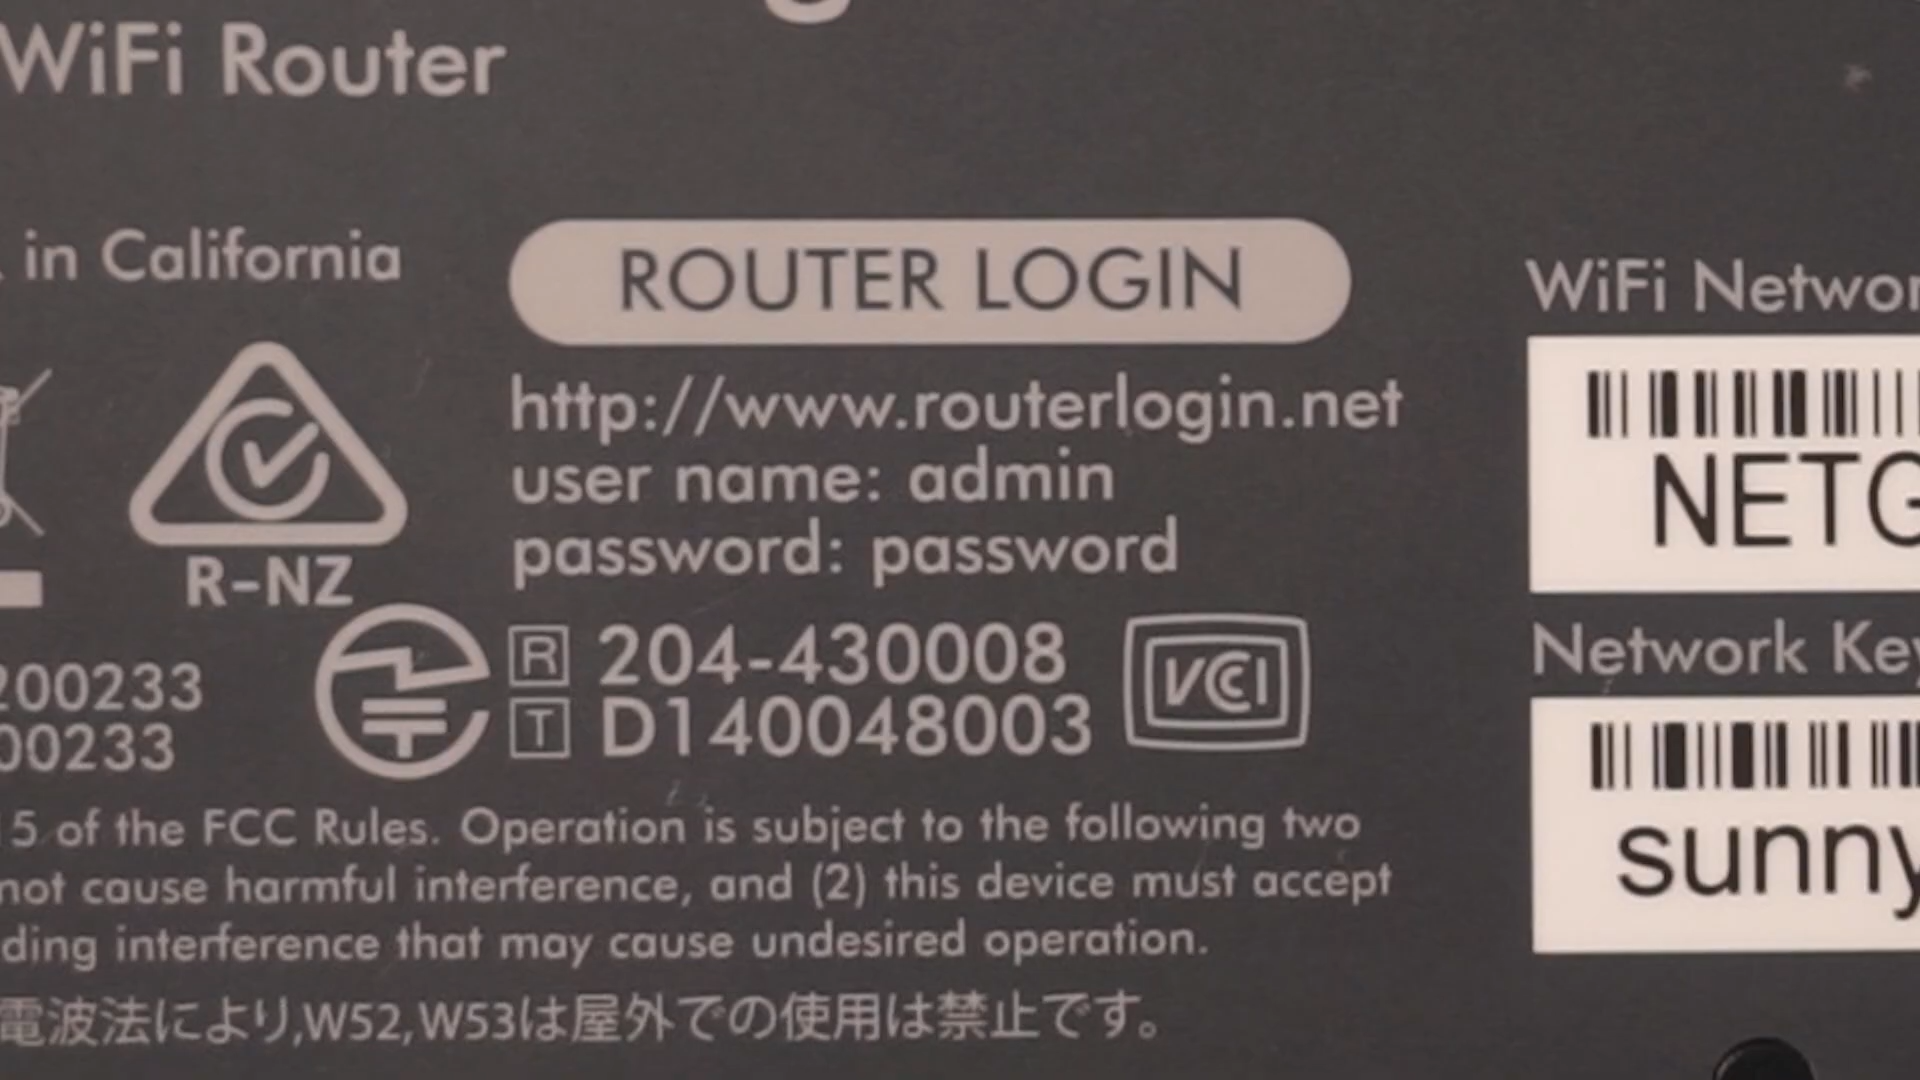 WiFi Router
in California
ROUTER LOGIN
http://www.routerlogin.net
user name: admin
password: password
R-NZ
R 204-430008
T D140048003
VCCI
200233
00233
15 of the FCC Rules. Operation is subject to the following two
not cause harmful interference, and (2) this device must accept
ding interference that may cause undesired operation.
電波法により,W52,W53は屋外での使用は禁止です。
WiFi Networ
NETG
Network Key
sunny